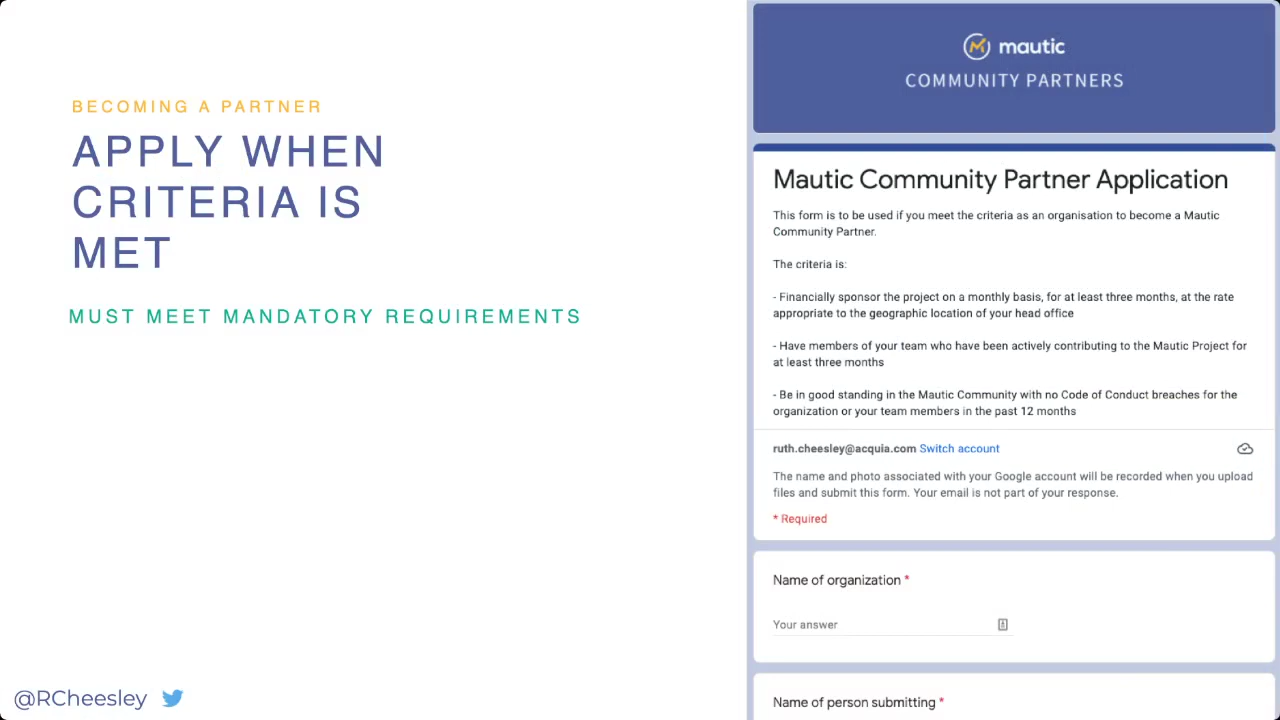 BECOMING A PARTNER
APPLY WHEN
CRITERIA IS
MET
MUST MEET MANDATORY REQUIREMENTS
@RCheesley
mautic
COMMUNITY PARTNERS
Mautic Community Partner Application
This form is to be used if you meet the criteria as an organisation to become a Mautic
Community Partner.
The criteria is:
- Financially sponsor the project on a monthly basis, for at least three months, at the rate
appropriate to the geographic location of your head office
- Have members of your team who have been actively contributing to the Mautic Project for
at least three months
- Be in good standing in the Mautic Community with no Code of Conduct breaches for the
organization or your team members in the past 12 months
ruth.cheesley@acquia.com Switch account
The name and photo associated with your Google account will be recorded when you upload
files and submit this form. Your email is not part of your response.
* Required
Name of organization *
Your answer
Name of person submitting *